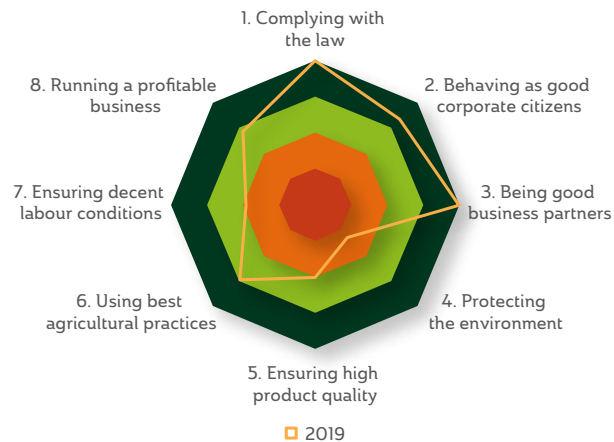 1. Complying with
the law
2. Behaving as good
corporate citizens
3. Being good
business partners
4. Protecting
the environment
5. Ensuring high
product quality
6. Using best
agricultural practices
7. Ensuring decent
labour conditions
8. Running a profitable
business
2019